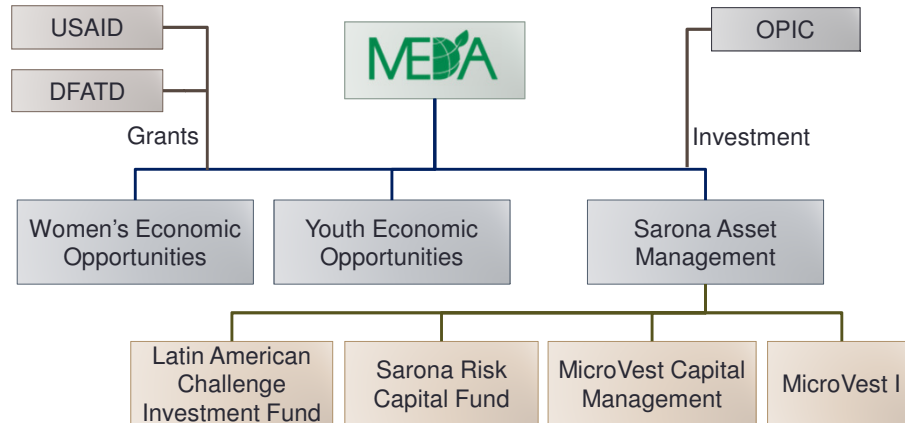 USAID
MEDA
OPIC
DFATD
Grants
Investment
Women's Economic
Opportunities
Youth Economic
Opportunities
Sarona Asset
Management
Latin American
Challenge
Investment Fund
Sarona Risk
Capital Fund
MicroVest Capital
Management
MicroVest I